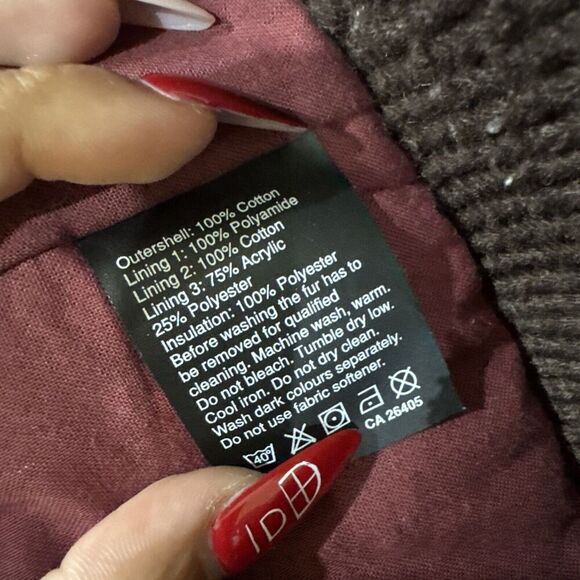 Outershell: 100% Cotton
Lining 1: 100% Polyamide
Lining 2: 100% Cotton
Lining 3: 75% Acrylic
25% Polyester
Insulation: 100% Polyester
Before washing the fur has to
be removed for qualified
cleaning. Machine wash, warm.
Do not bleach. Tumble dry low.
Cool iron. Do not dry clean.
Wash dark colours separately.
Do not use fabric softener.
40°
CA 26405